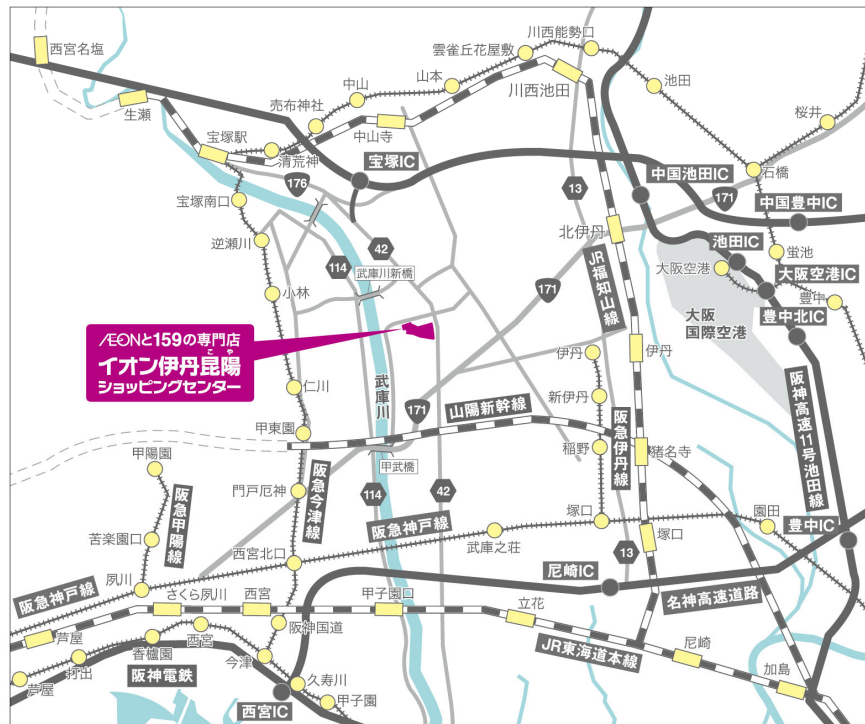 西宮名塩
生瀬
宝塚駅
清荒神
売布神社
中山
中山寺
山本
雲雀丘花屋敷
川西能勢口
川西池田
池田
桜井
石橋
宝塚IC
176
宝塚南口
逆瀬川
小林
仁川
甲東園
門戸厄神
42
114
武庫川新橋
13
北伊丹
中国池田IC
171
中国豊中IC
池田IC
蛍池
大阪空港
大阪空港IC
豊中
豊中北IC
大阪
国際空港
JR福知山線
171
ÆONと159の専門店
イオン伊丹昆陽
こや
ショッピングセンター
武庫川
伊丹
伊丹
新伊丹
稲野
阪急伊丹線
猪名寺
阪神高速11号池田線
171
山陽新幹線
甲武橋
甲陽園
阪急甲陽線
苦楽園口
夙川
阪急今津線
114
42
阪急神戸線
西宮北口
武庫之荘
塚口
塚口
園田
豊中IC
13
尼崎IC
名神高速道路
阪急神戸線
芦屋
さくら夙川
西宮
甲子園口
立花
JR東海道本線
尼崎
加島
阪神国道
西宮
香櫨園
打出
芦屋
阪神電鉄
今津
久寿川
甲子園
西宮IC